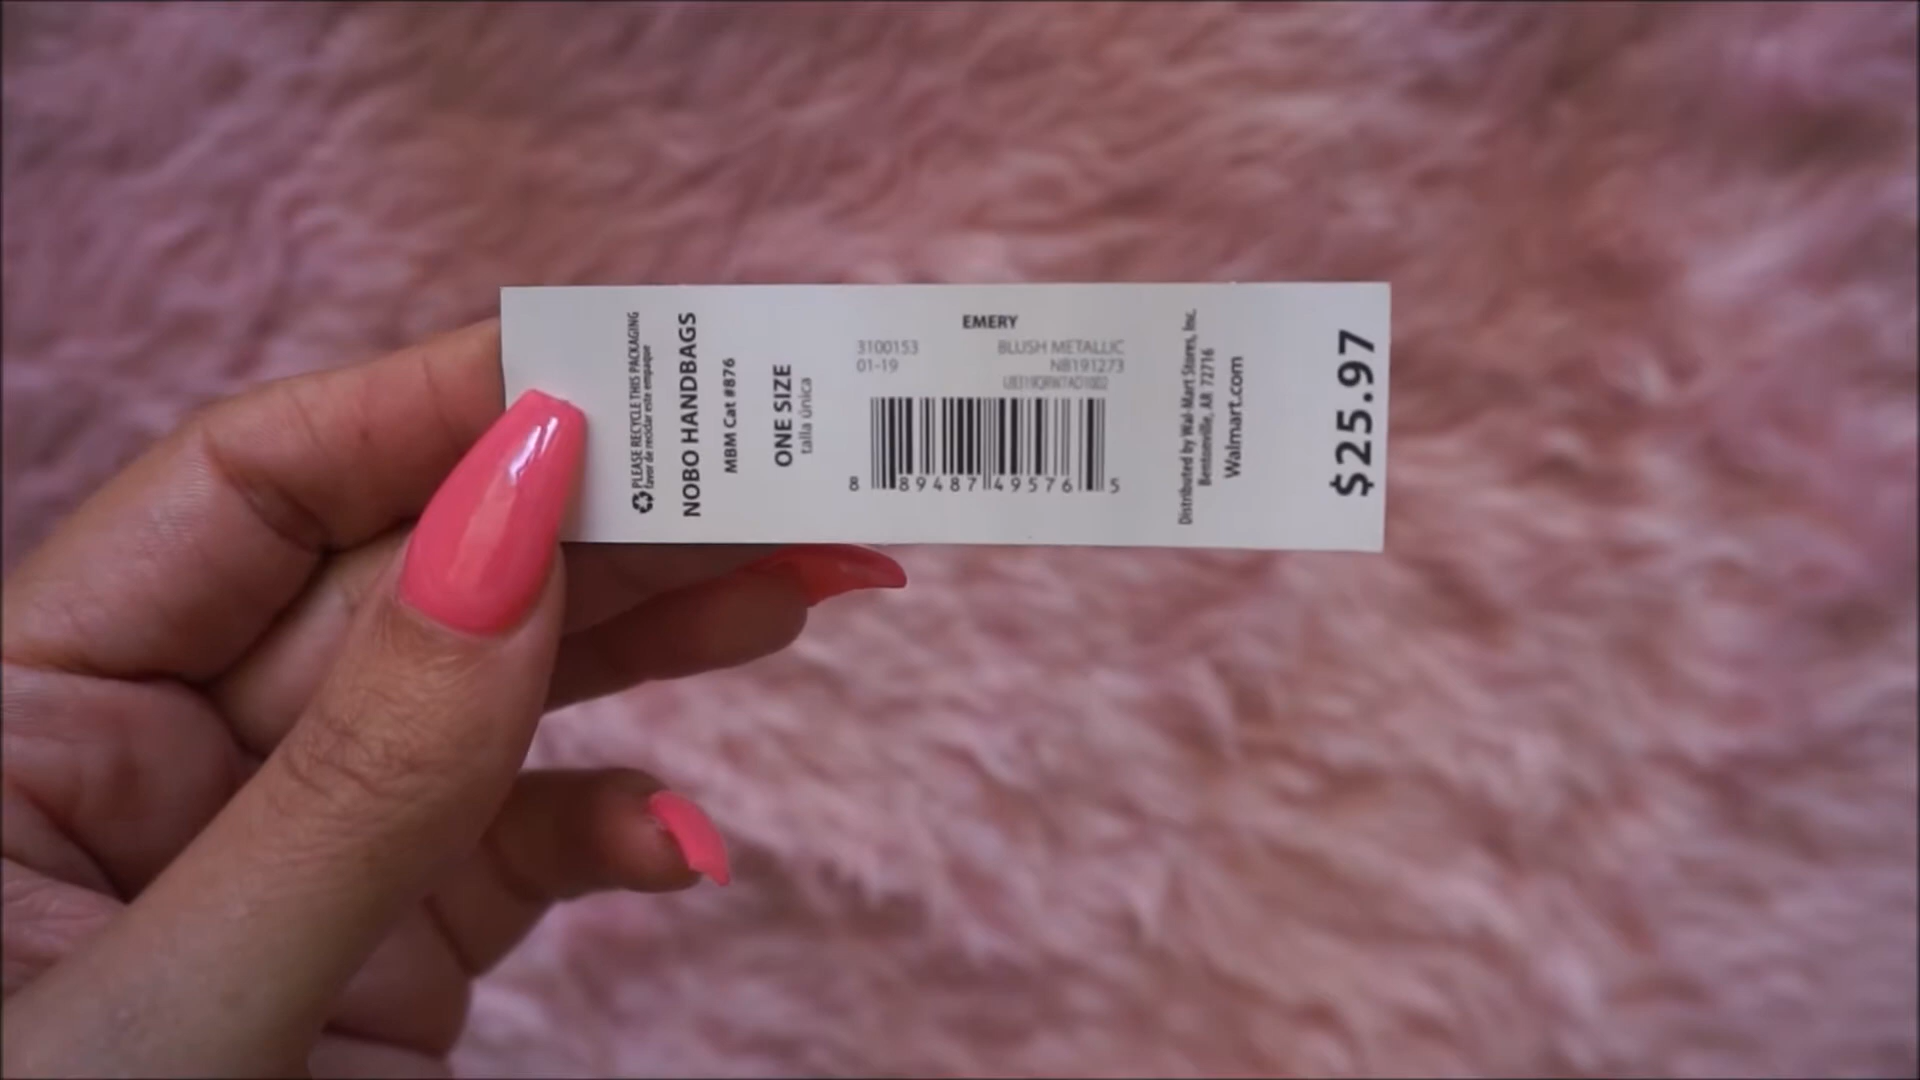 PLEASE RECYCLE THIS PACKAGING
favor de reciclar este empaque
NOBO HANDBAGS
MBM Cat #876
ONE SIZE
talla única
EMERY
3100153 BLUSH METALLIC
01-19 NB191273
8 89487 49576 5
Distributed by Wal-Mart Stores, Inc.
Bentonville, AR 72716
Walmart.com
$25.97